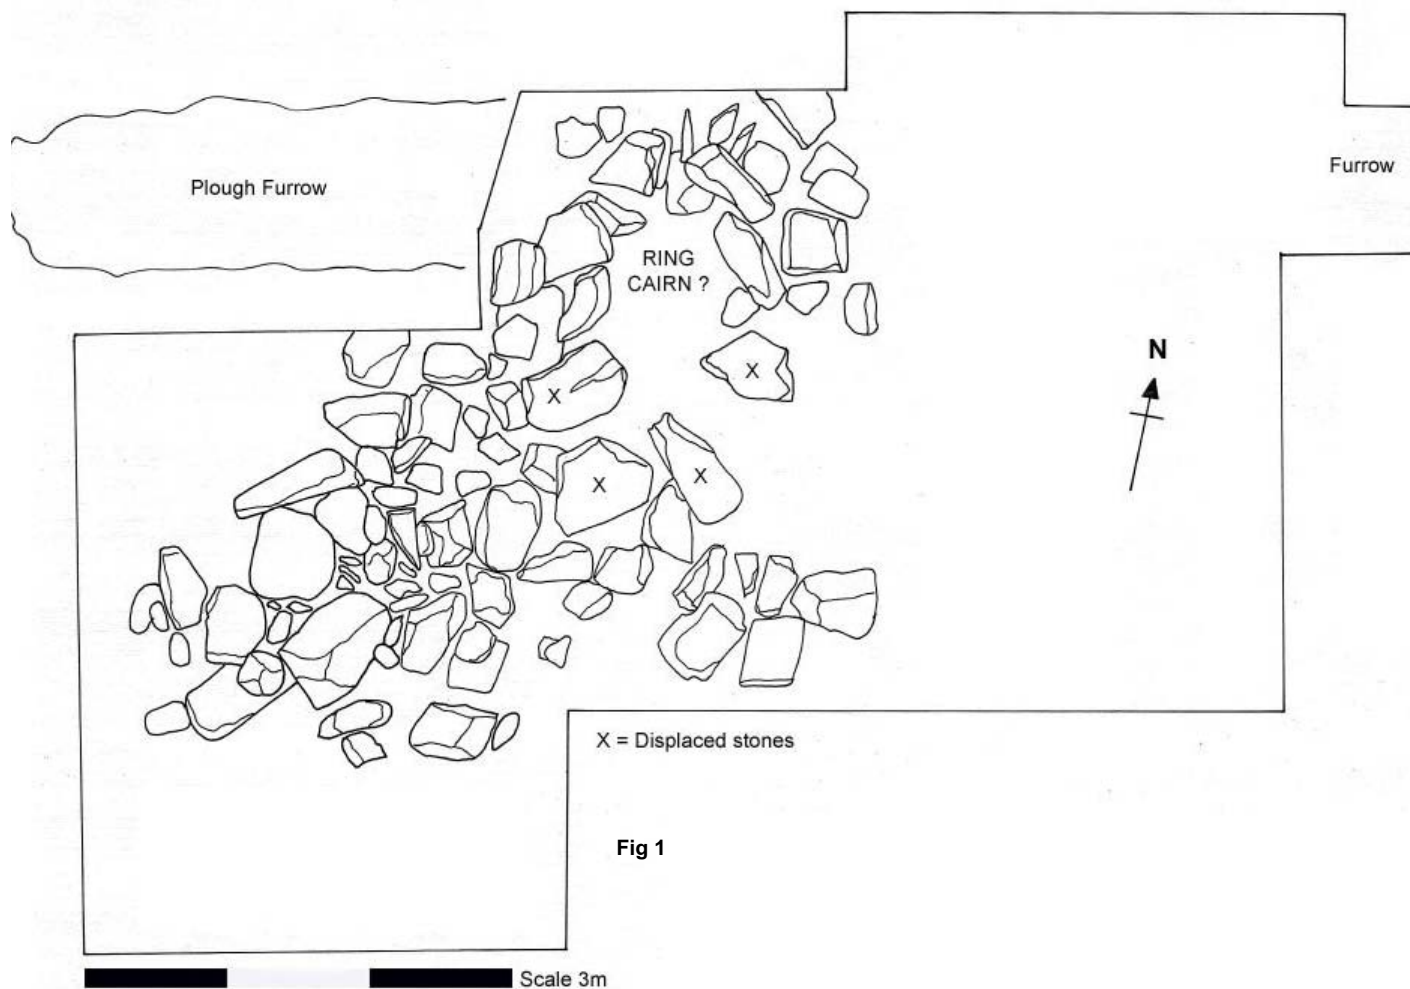 Plough Furrow
Furrow
RING
CAIRN ?
X
X
N
X
X
X = Displaced stones
Fig 1
Scale 3m